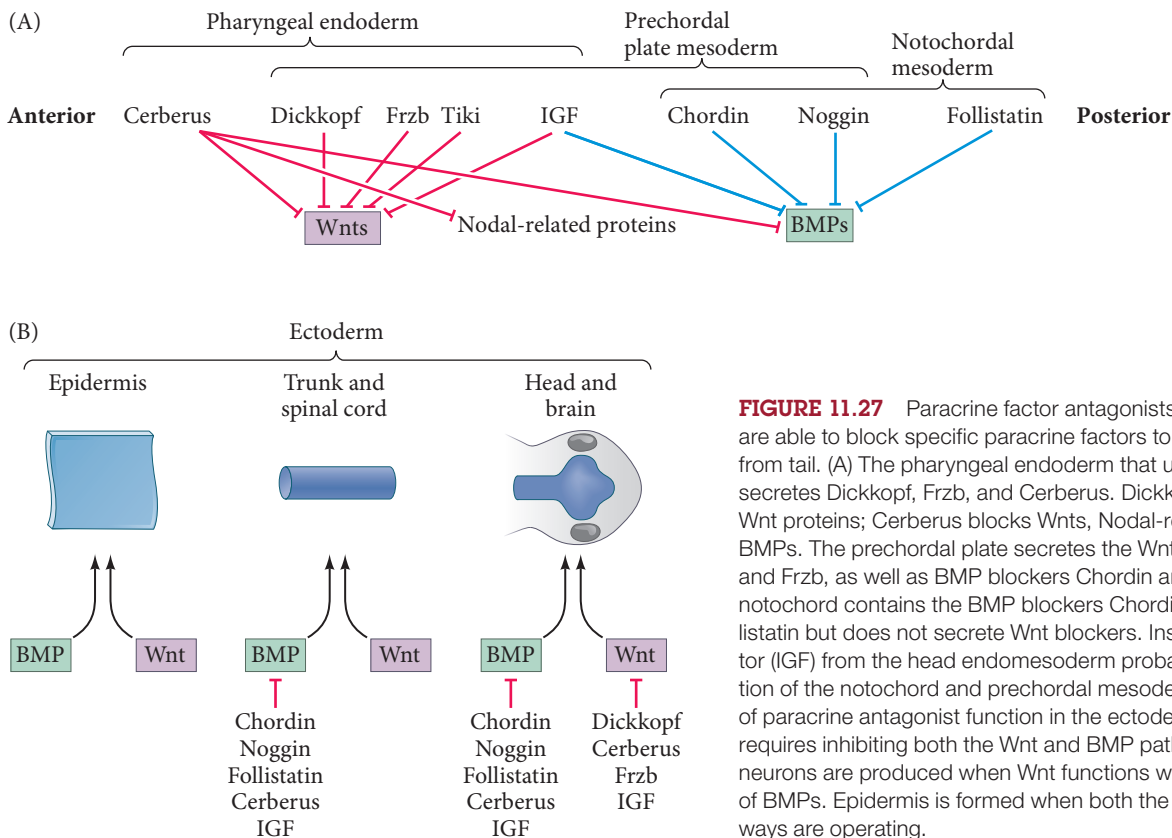 (A)
Pharyngeal endoderm
Prechordal
plate mesoderm
Notochordal
mesoderm
Anterior Cerberus Dickkopf Frzb Tiki IGF Chordin Noggin Follistatin Posterior
Wnts Nodal-related proteins BMPs
(B)
Ectoderm
Epidermis
Trunk and
spinal cord
Head and
brain
BMP Wnt BMP Wnt BMP Wnt
Chordin
Noggin
Follistatin
Cerberus
IGF
Chordin
Noggin
Follistatin
Cerberus
IGF
Dickkopf
Cerberus
Frzb
IGF
FIGURE 11.27 Paracrine factor antagonists
are able to block specific paracrine factors to
from tail. (A) The pharyngeal endoderm that u
secretes Dickkopf, Frzb, and Cerberus. Dickk
Wnt proteins; Cerberus blocks Wnts, Nodal-re
BMPs. The prechordal plate secretes the Wnt
and Frzb, as well as BMP blockers Chordin ar
notochord contains the BMP blockers Chordi
listatin but does not secrete Wnt blockers. Ins
tor (IGF) from the head endomesoderm proba
tion of the notochord and prechordal mesode
of paracrine antagonist function in the ectode
requires inhibiting both the Wnt and BMP path
neurons are produced when Wnt functions w
of BMPs. Epidermis is formed when both the
ways are operating.